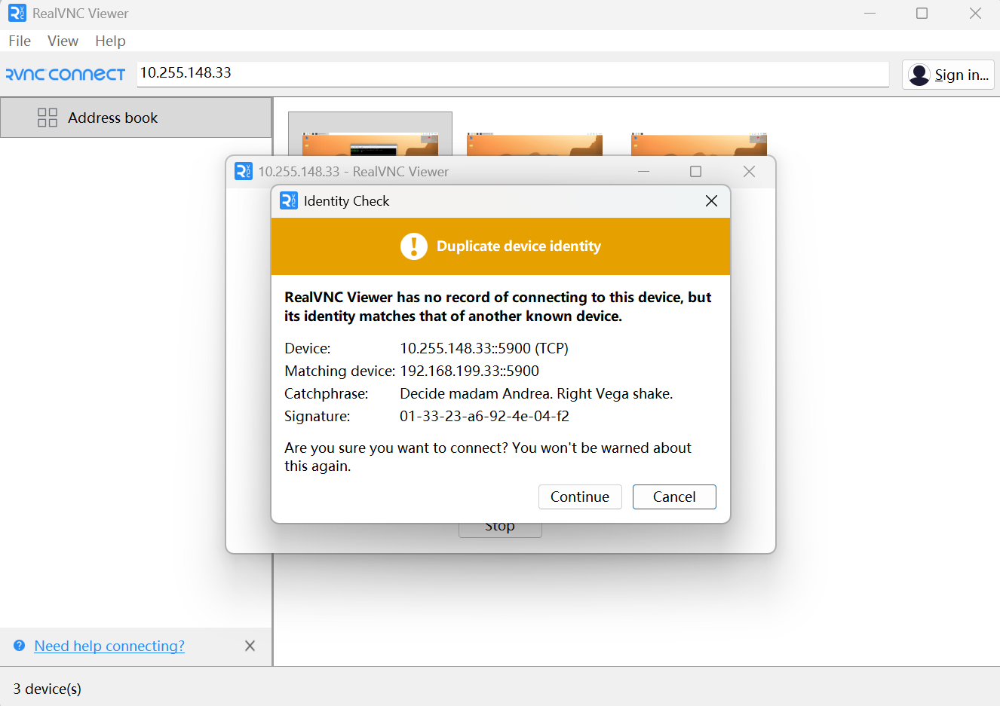 RealVNC Viewer
File View Help
RVNC CONNECT
10.255.148.33
Sign in...
Address book
10.255.148.33 - RealVNC Viewer
Identity Check
Duplicate device identity
RealVNC Viewer has no record of connecting to this device, but
its identity matches that of another known device.
Device: 10.255.148.33::5900 (TCP)
Matching device: 192.168.199.33::5900
Catchphrase: Decide madam Andrea. Right Vega shake.
Signature: 01-33-23-a6-92-4e-04-f2
Are you sure you want to connect? You won't be warned about
this again.
Continue Cancel
Stop
Need help connecting?
3 device(s)